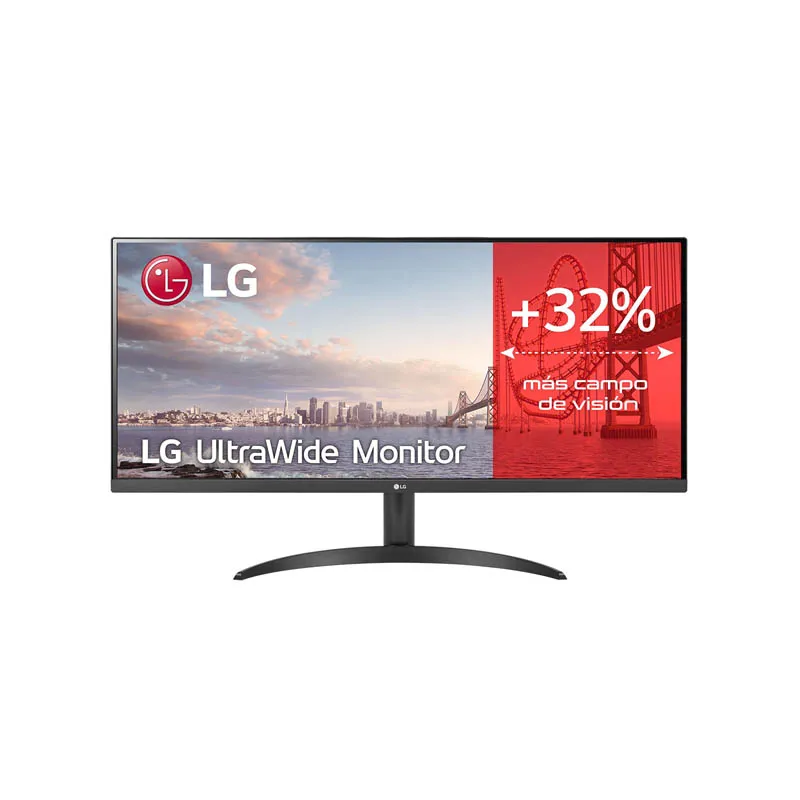 LG
+32%
más campo
de visión
LG UltraWide Monitor
LG